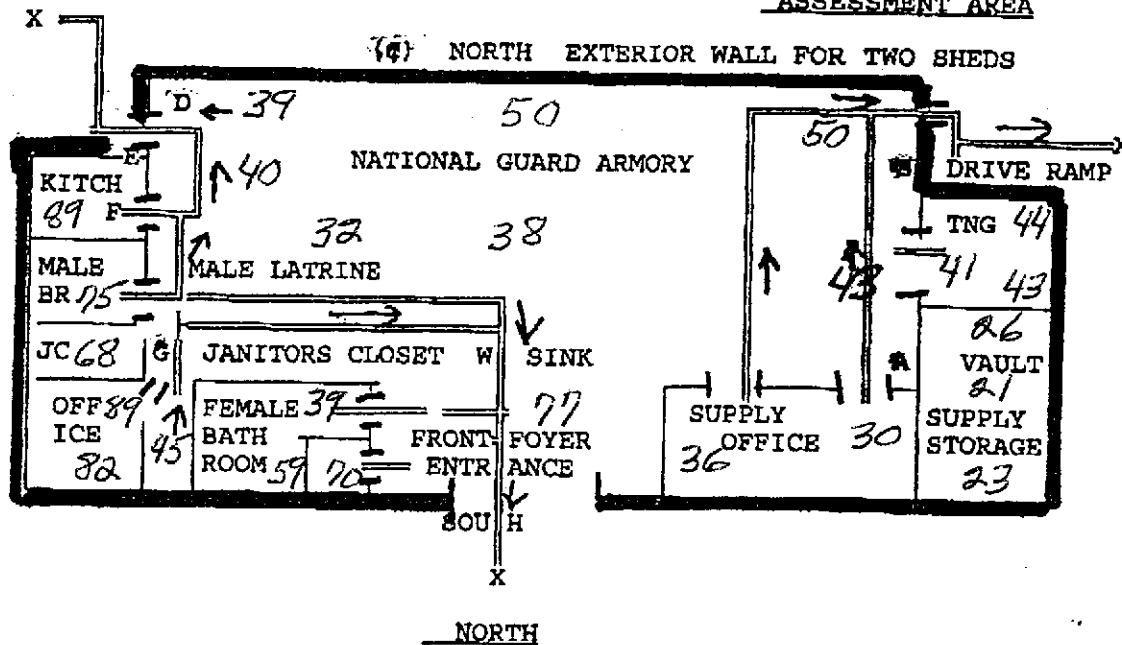 ASSESSMENT AREA
X
NORTH EXTERIOR WALL FOR TWO SHEDS
D ← 39
50
50
NATIONAL GUARD ARMORY
E
DRIVE RAMP
KITCH
40
89 F
TNG 44
32
38
41
43
43
MALE
MALE LATRINE
BR 75
26
JC 68
G
JANITORS CLOSET W SINK
A
VAULT
21
OFF 89
ICE
82
45
FEMALE 39
BATH
ROOM 59
70
77
FRONT FOYER
ENTRANCE
SUPPLY
OFFICE
36
30
SUPPLY
STORAGE
23
SOU H
X
NORTH